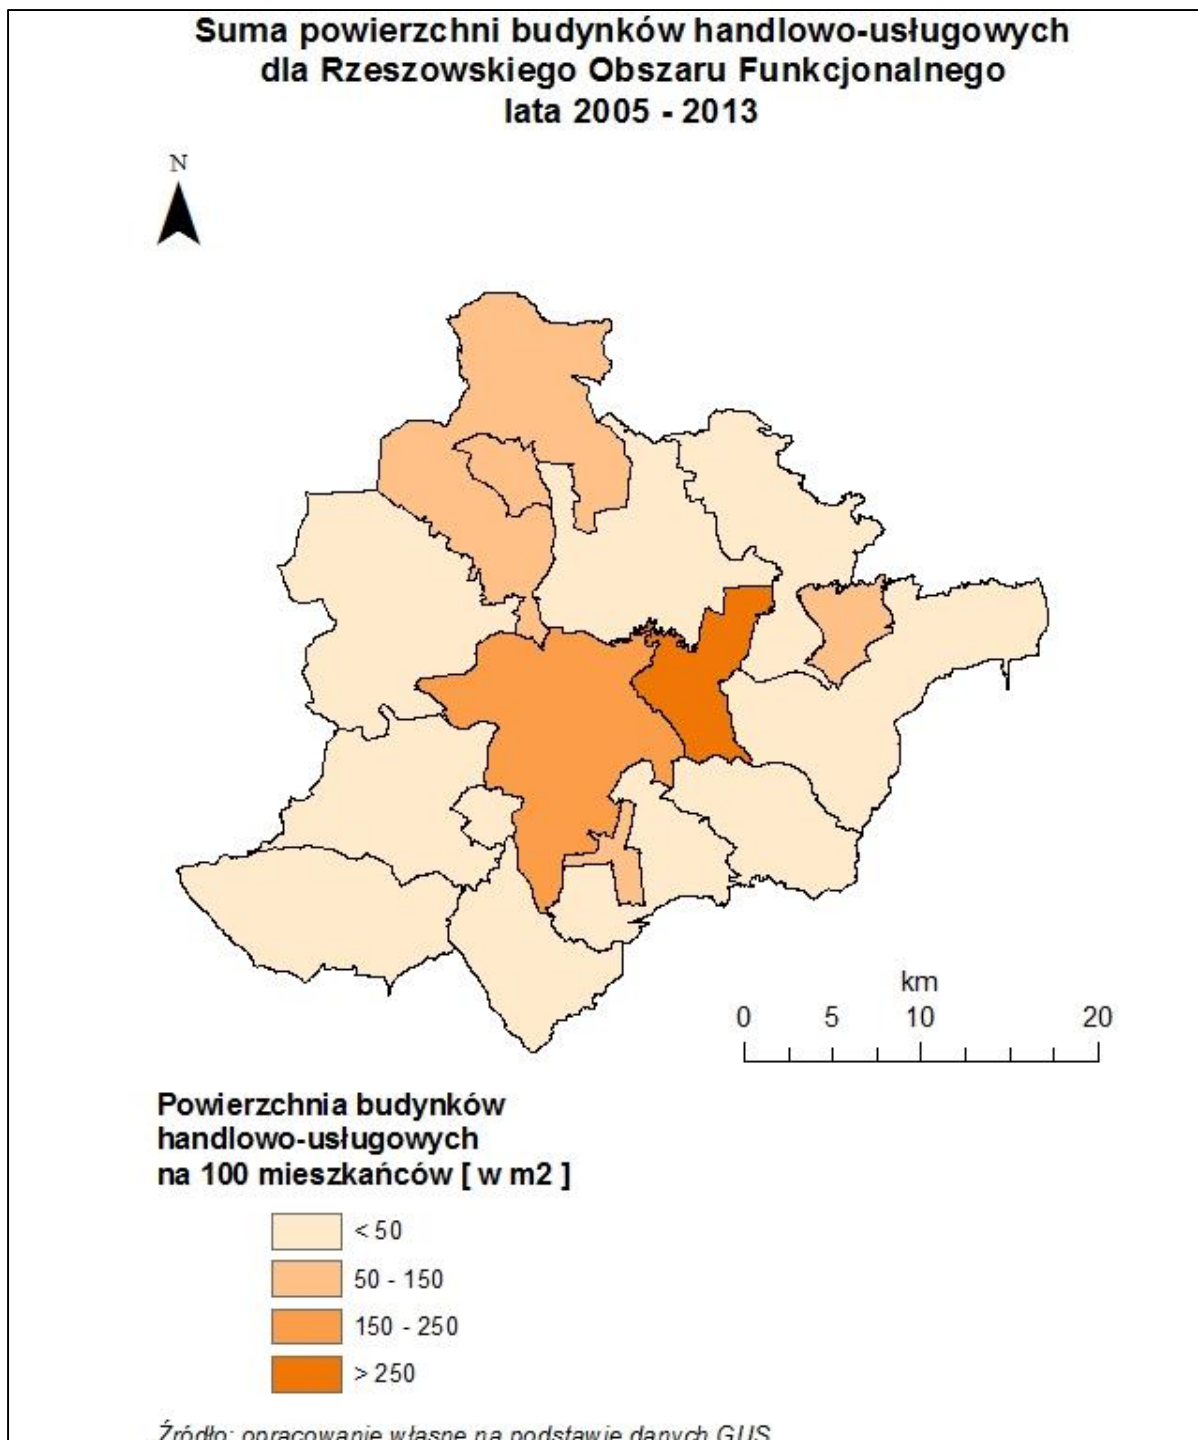 Suma powierzchni budynków handlowo-usługowych
dla Rzeszowskiego Obszaru Funkcjonalnego
lata 2005 - 2013
N
km
0 5 10 20
Powierzchnia budynków
handlowo-usługowych
na 100 mieszkańców [ w m2 ]
< 50
50 - 150
150 - 250
> 250
Źródło: opracowanie własne na podstawie danych GUS